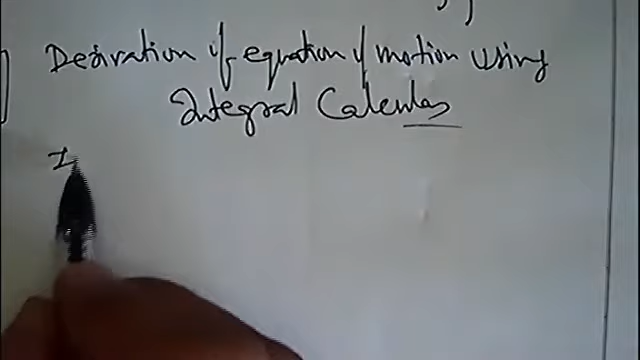 Derivation of equation of motion using
Integral Calculus
I